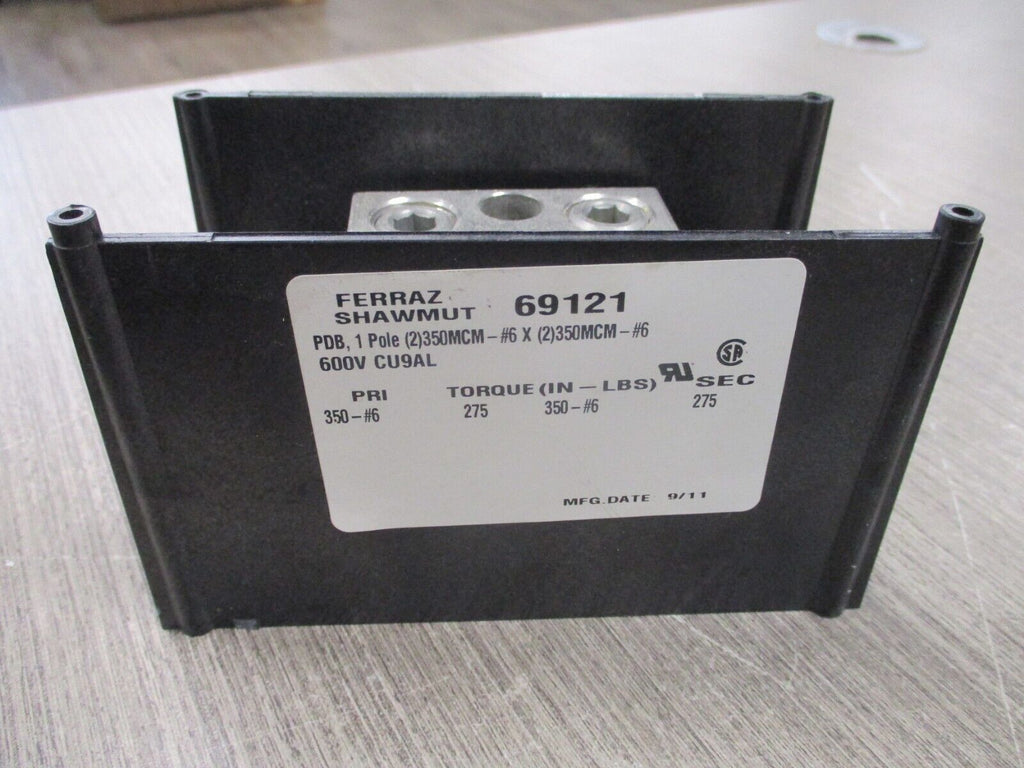 FERRAZ SHAWMUT 69121
PDB, 1 Pole (2)350MCM-#6 X (2)350MCM-#6
600V CU9AL
PRI TORQUE (IN-LBS) SEC
350-#6 275 350-#6 275
MFG.DATE 9/11